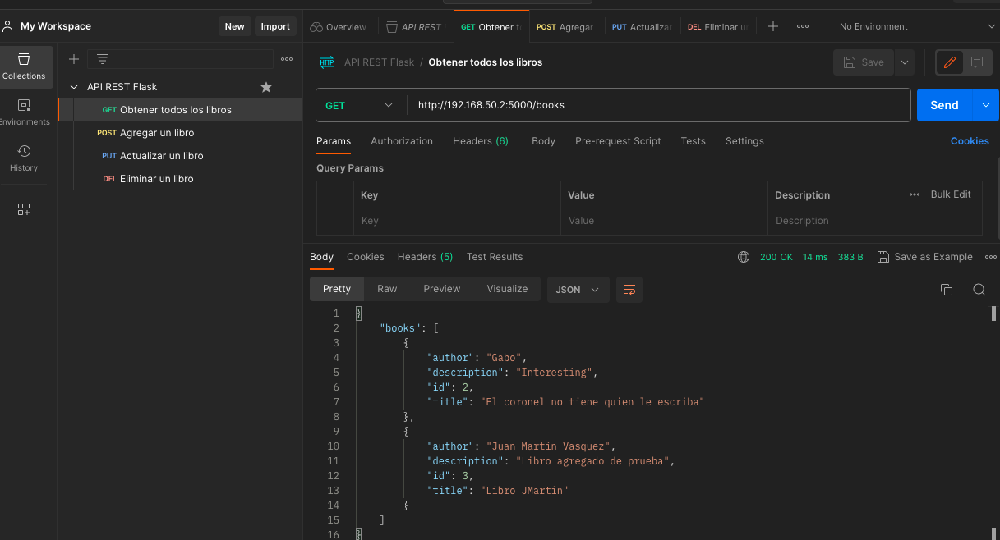 My Workspace New Import Overview API REST GET Obtener t POST Agregar PUT Actualizar DEL Eliminar u No Environment
API REST Flask / Obtener todos los libros Save
Collections
Environments
History
API REST Flask
GET Obtener todos los libros
POST Agregar un libro
PUT Actualizar un libro
DEL Eliminar un libro
GET http://192.168.50.2:5000/books Send
Params Authorization Headers (6) Body Pre-request Script Tests Settings Cookies
Query Params
Key Value Description Bulk Edit
Key Value Description
Body Cookies Headers (5) Test Results 200 OK 14 ms 383 B Save as Example
Pretty Raw Preview Visualize JSON
1 {
2 "books": [
3 {
4 "author": "Gabo",
5 "description": "Interesting",
6 "id": 2,
7 "title": "El coronel no tiene quien le escriba"
8 },
9 {
10 "author": "Juan Martin Vasquez",
11 "description": "Libro agregado de prueba",
12 "id": 3,
13 "title": "Libro JMartin"
14 }
15 ]
16 }